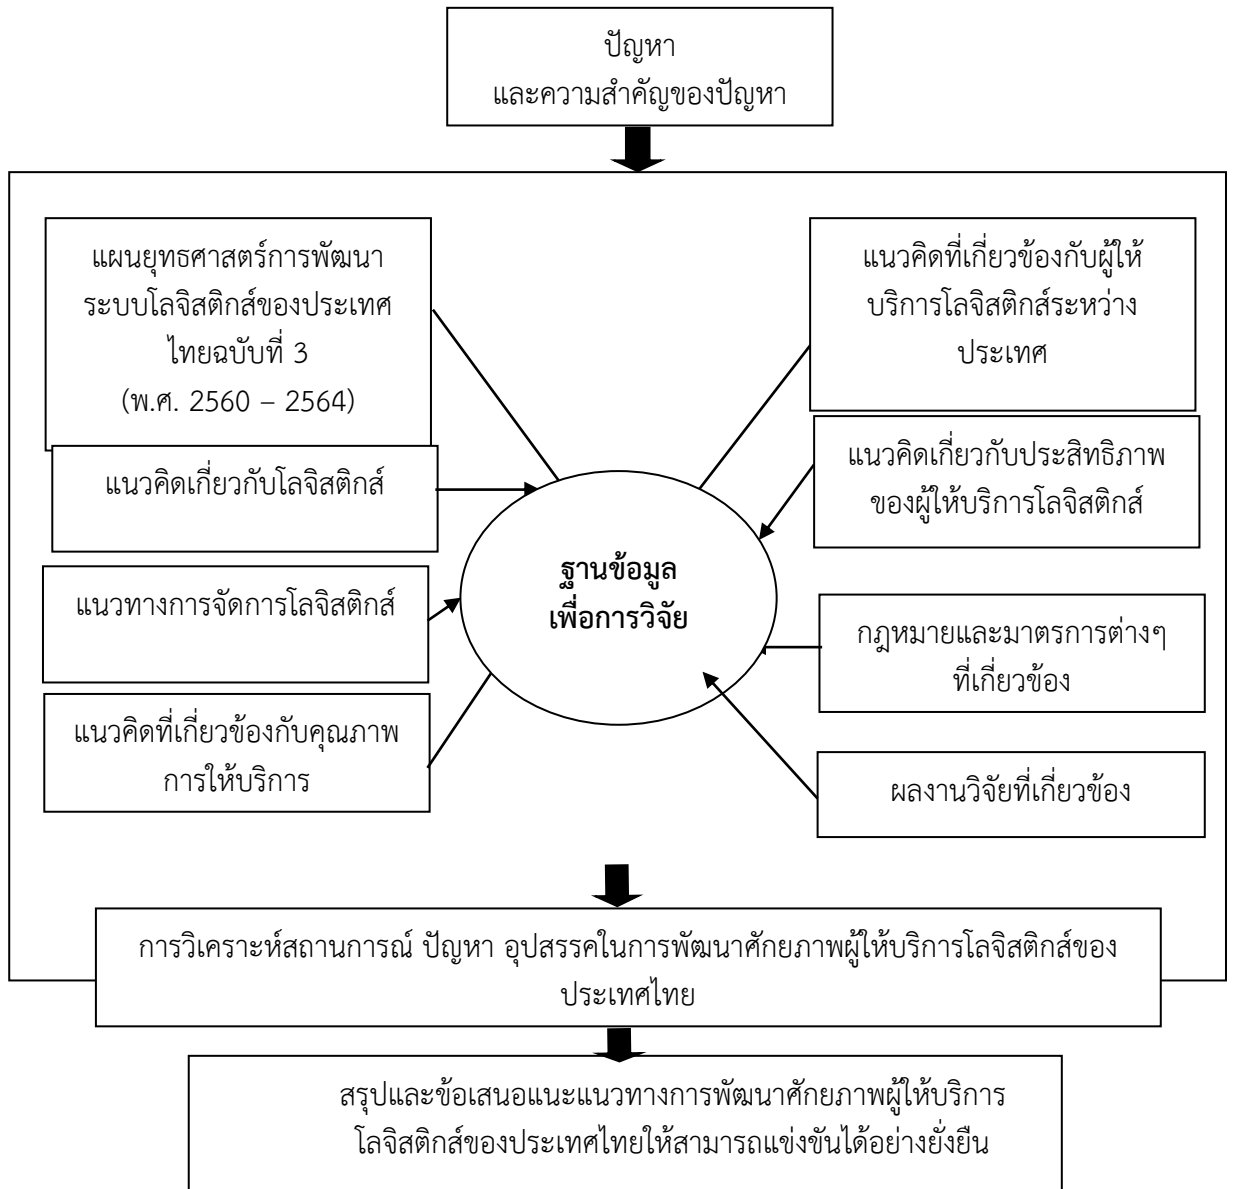 ปัญหา
และความสำคัญของปัญหา
แผนยุทธศาสตร์การพัฒนา
ระบบโลจิสติกส์ของประเทศ
ไทยฉบับที่ 3
(พ.ศ. 2560 – 2564)
แนวคิดเกี่ยวกับโลจิสติกส์
แนวทางการจัดการโลจิสติกส์
แนวคิดที่เกี่ยวข้องกับคุณภาพ
การให้บริการ
ฐานข้อมูล
เพื่อการวิจัย
แนวคิดที่เกี่ยวข้องกับผู้ให้
บริการโลจิสติกส์ระหว่าง
ประเทศ
แนวคิดเกี่ยวกับประสิทธิภาพ
ของผู้ให้บริการโลจิสติกส์
กฎหมายและมาตรการต่างๆ
ที่เกี่ยวข้อง
ผลงานวิจัยที่เกี่ยวข้อง
การวิเคราะห์สถานการณ์ ปัญหา อุปสรรคในการพัฒนาศักยภาพผู้ให้บริการโลจิสติกส์ของ
ประเทศไทย
สรุปและข้อเสนอแนะแนวทางการพัฒนาศักยภาพผู้ให้บริการ
โลจิสติกส์ของประเทศไทยให้สามารถแข่งขันได้อย่างยั่งยืน